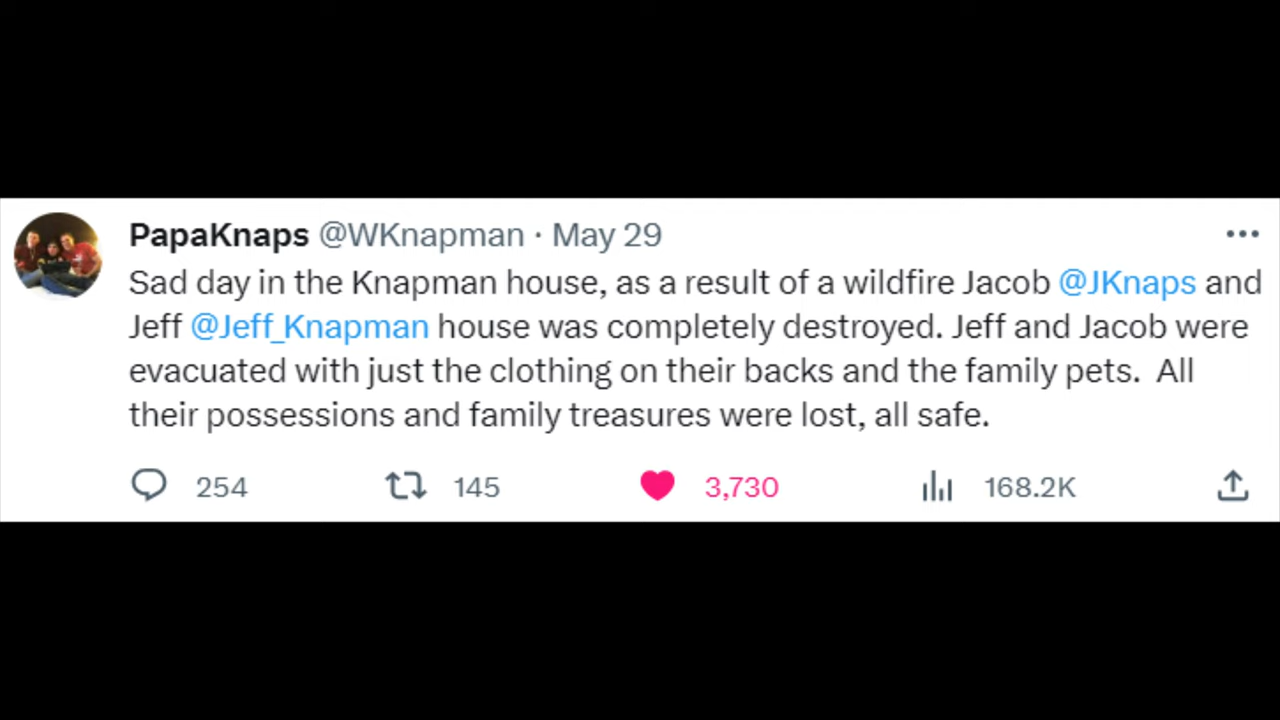 PapaKnaps @WKnapman · May 29
Sad day in the Knapman house, as a result of a wildfire Jacob @JKnaps and
Jeff @Jeff_Knapman house was completely destroyed. Jeff and Jacob were
evacuated with just the clothing on their backs and the family pets.  All
their possessions and family treasures were lost, all safe.
254 145 3,730 168.2K